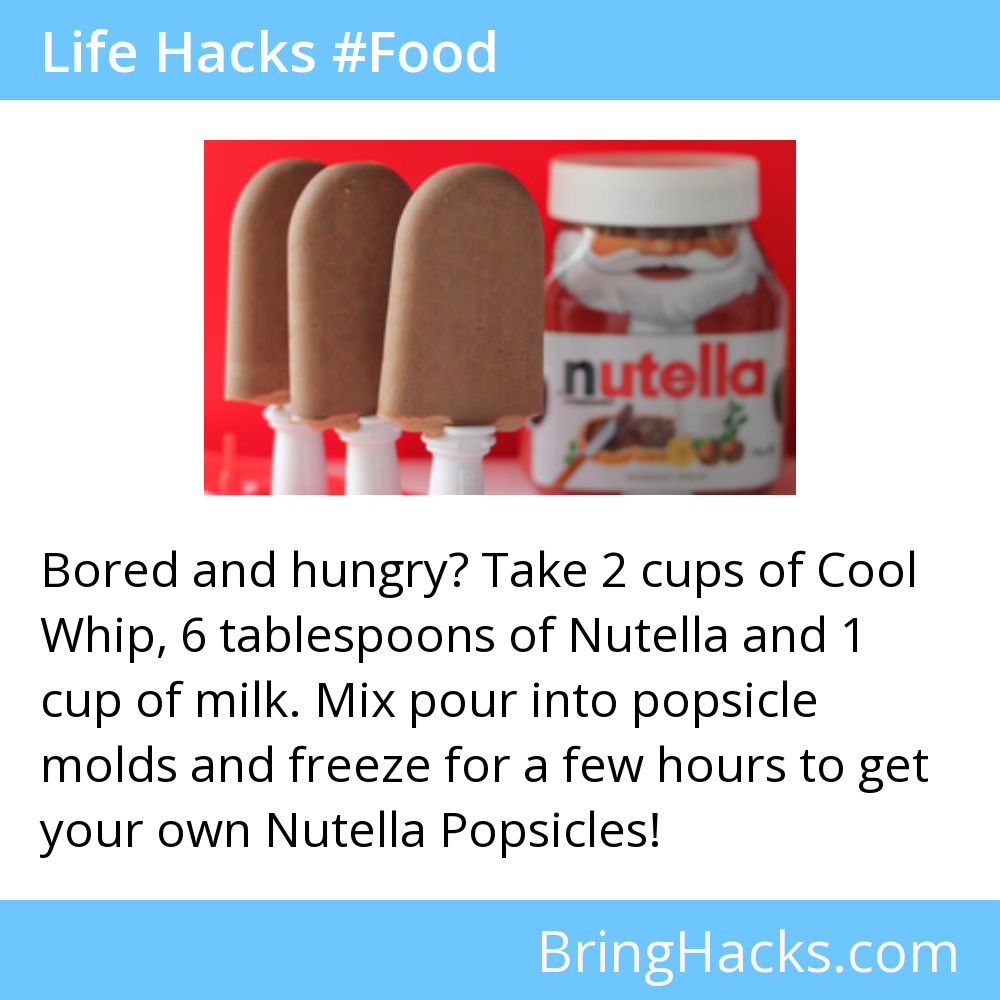 Life Hacks #Food
nutella
Bored and hungry? Take 2 cups of Cool
Whip, 6 tablespoons of Nutella and 1
cup of milk. Mix pour into popsicle
molds and freeze for a few hours to get
your own Nutella Popsicles!
BringHacks.com